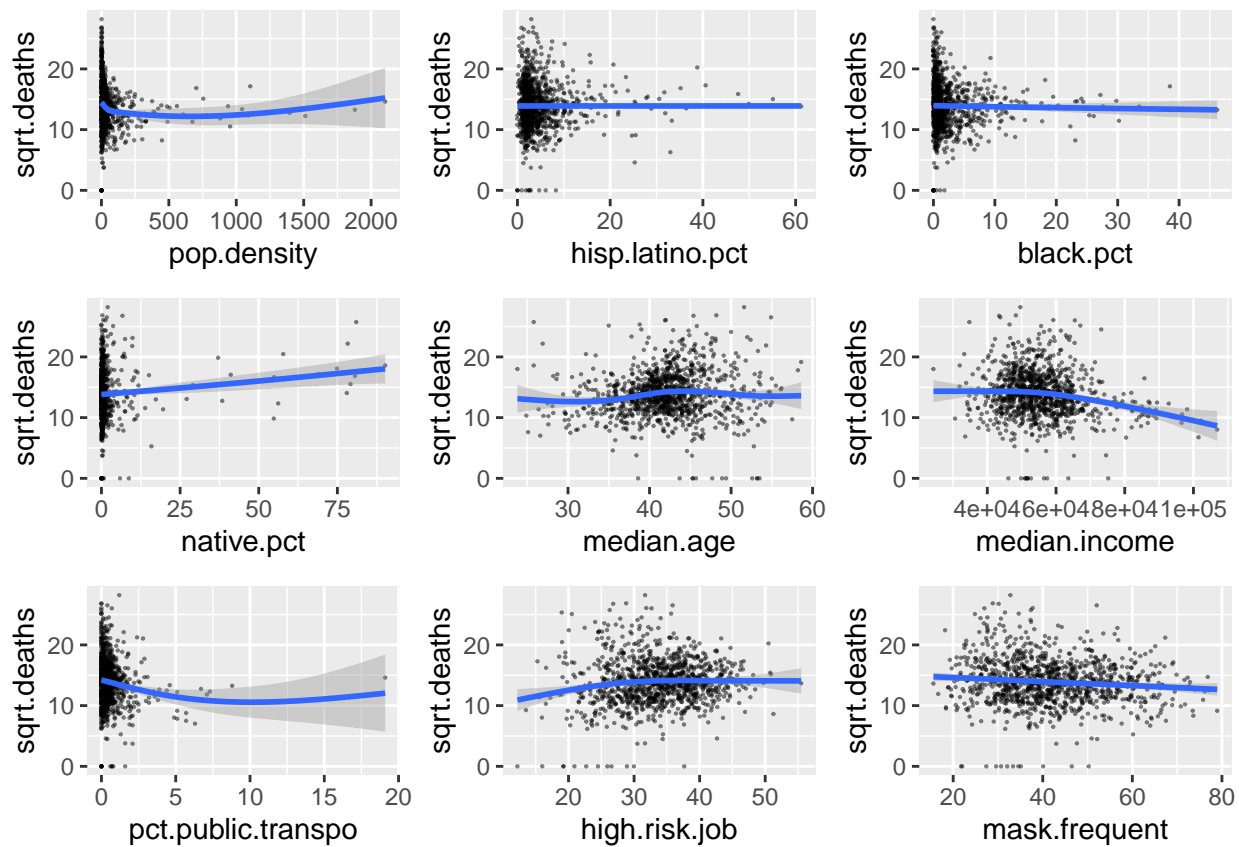 sqrt.deaths
20
10
0
0 500 1000 1500 2000
pop.density
sqrt.deaths
20
10
0
0 20 40 60
hisp.latino.pct
sqrt.deaths
20
10
0
0 10 20 30 40
black.pct
sqrt.deaths
20
10
0
0 25 50 75
native.pct
sqrt.deaths
20
10
0
30 40 50 60
median.age
sqrt.deaths
20
10
0
4e+046e+048e+041e+05
median.income
sqrt.deaths
20
10
0
0 5 10 15 20
pct.public.transpo
sqrt.deaths
20
10
0
20 30 40 50
high.risk.job
sqrt.deaths
20
10
0
20 40 60 80
mask.frequent